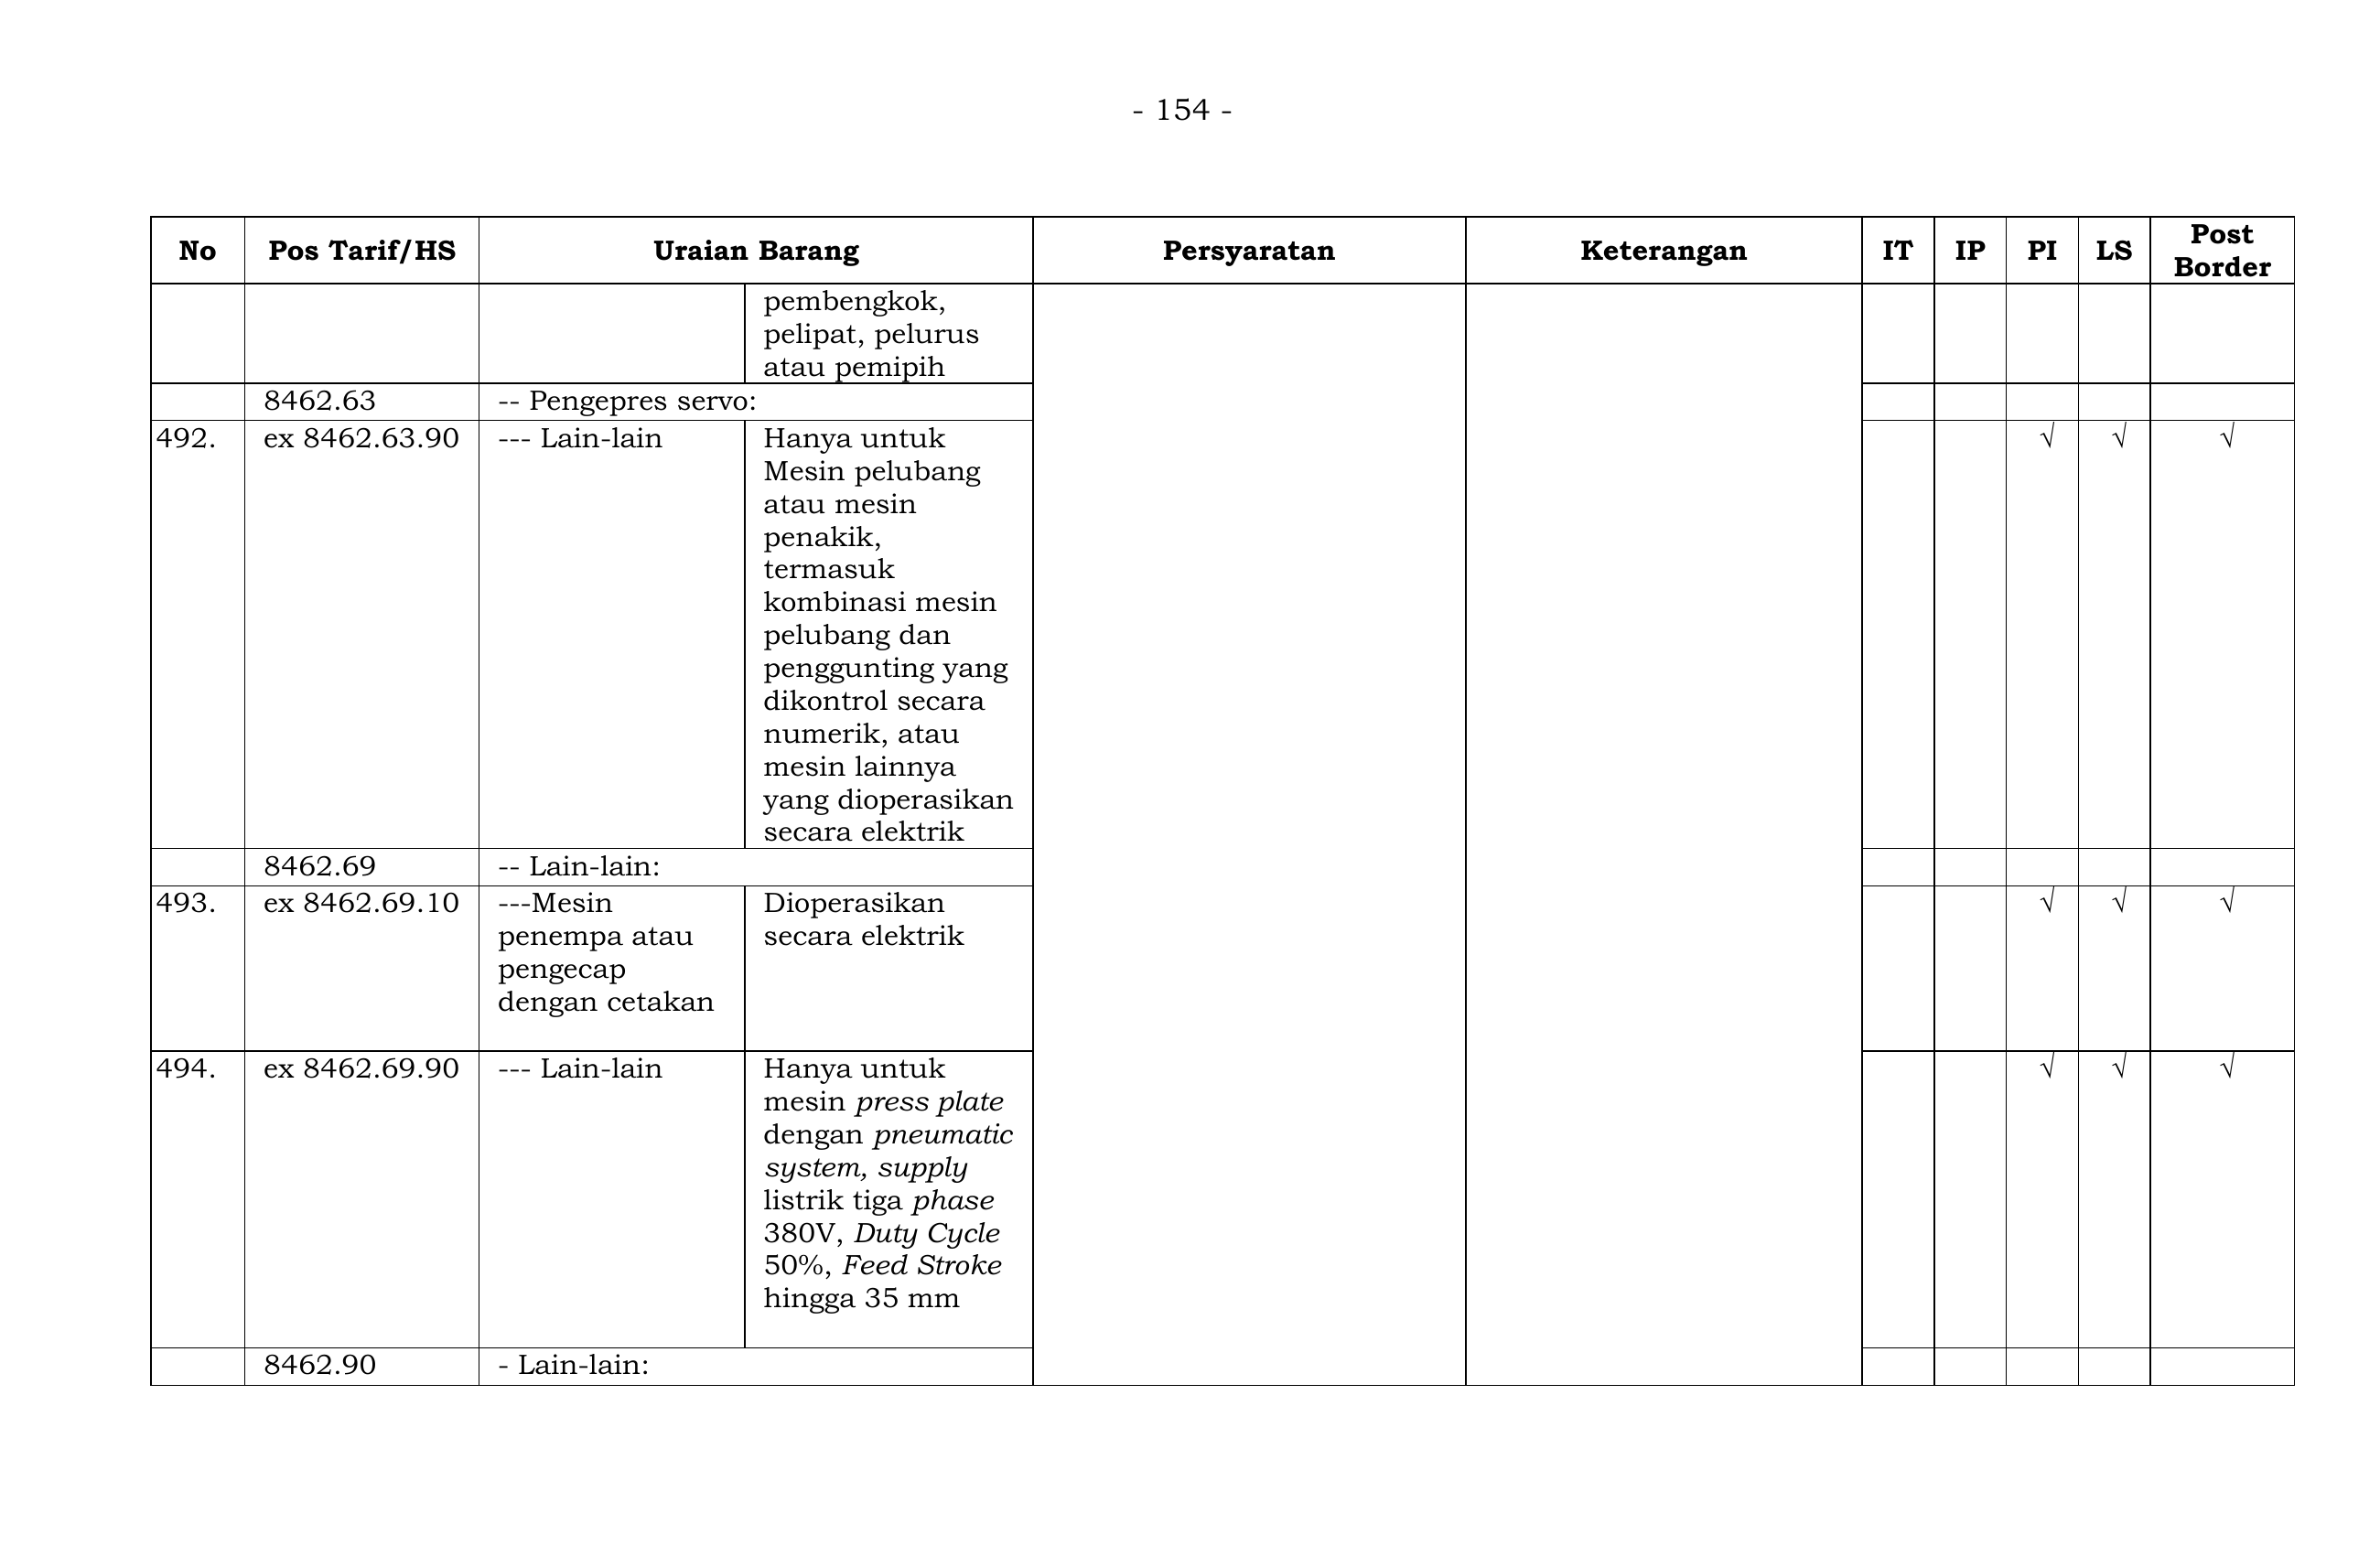 - 154 -
No Pos Tarif/HS Uraian Barang Persyaratan Keterangan IT IP PI LS Post Border
pembengkok,
pelipat, pelurus
atau pemipih
8462.63 -- Pengepres servo:
492. ex 8462.63.90 --- Lain-lain Hanya untuk √ √ √
Mesin pelubang
atau mesin
penakik,
termasuk
kombinasi mesin
pelubang dan
penggunting yang
dikontrol secara
numerik, atau
mesin lainnya
yang dioperasikan
secara elektrik
8462.69 -- Lain-lain:
493. ex 8462.69.10 ---Mesin Dioperasikan √ √ √
penempa atau secara elektrik
pengecap
dengan cetakan
494. ex 8462.69.90 --- Lain-lain Hanya untuk √ √ √
mesin press plate
dengan pneumatic
system, supply
listrik tiga phase
380V, Duty Cycle
50%, Feed Stroke
hingga 35 mm
8462.90 - Lain-lain: